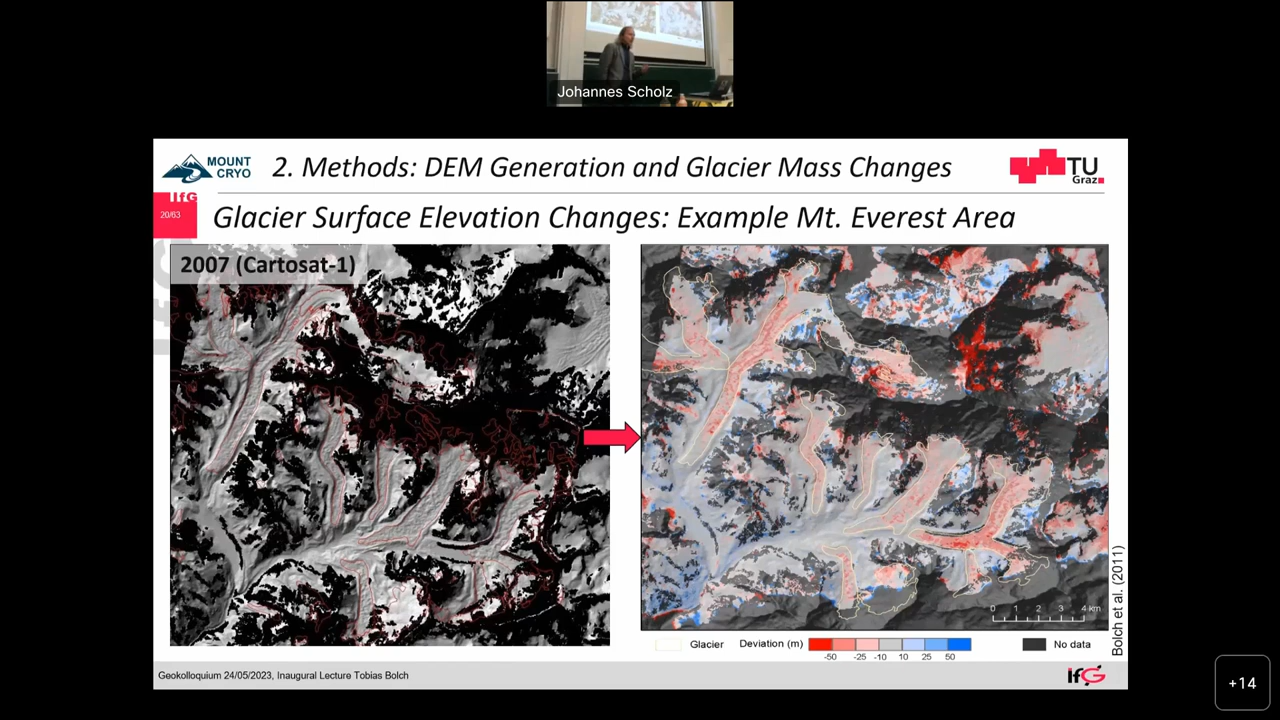 Johannes Scholz
MOUNT
CRYO
2. Methods: DEM Generation and Glacier Mass Changes
TU
Graz
IfG
20/63
Glacier Surface Elevation Changes: Example Mt. Everest Area
2007 (Cartosat-1)
0 1 2 3 4 km
Bolch et al. (2011)
Glacier
Deviation (m)
-50 -25 -10 10 25 50
No data
Geokolloquium 24/05/2023, Inaugural Lecture Tobias Bolch
ifG
+14